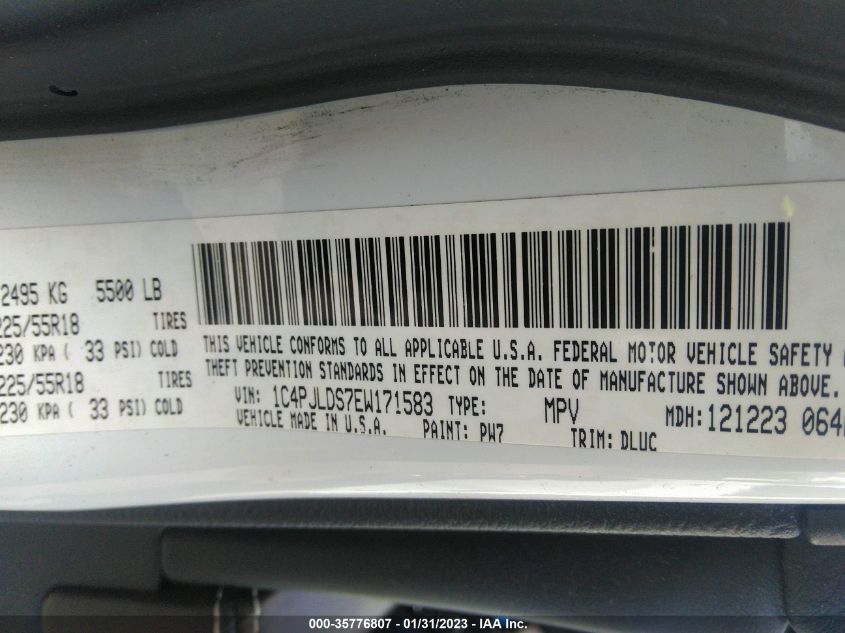 2495 KG 5500 LB
225/55R18 TIRES
230 KPA ( 33 PSI) COLD
225/55R18 TIRES
230 KPA ( 33 PSI) COLD
THIS VEHICLE CONFORMS TO ALL APPLICABLE U.S.A. FEDERAL MOTOR VEHICLE SAFETY
THEFT PREVENTION STANDARDS IN EFFECT ON THE DATE OF MANUFACTURE SHOWN ABOVE.
VIN: 1C4PJLDS7EW171583 TYPE: MPV MDH: 121223 064
VEHICLE MADE IN U.S.A. PAINT: PW7 TRIM: DLUC
000-35776807 - 01/31/2023 - © IAA Inc.